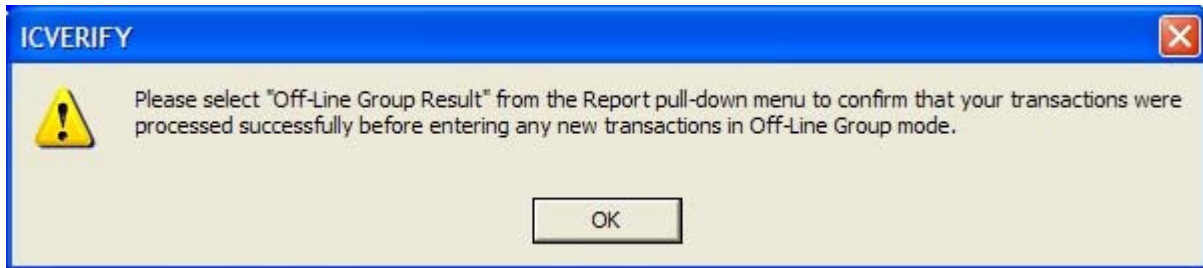 ICVERIFY
Please select "Off-Line Group Result" from the Report pull-down menu to confirm that your transactions were
processed successfully before entering any new transactions in Off-Line Group mode.
OK